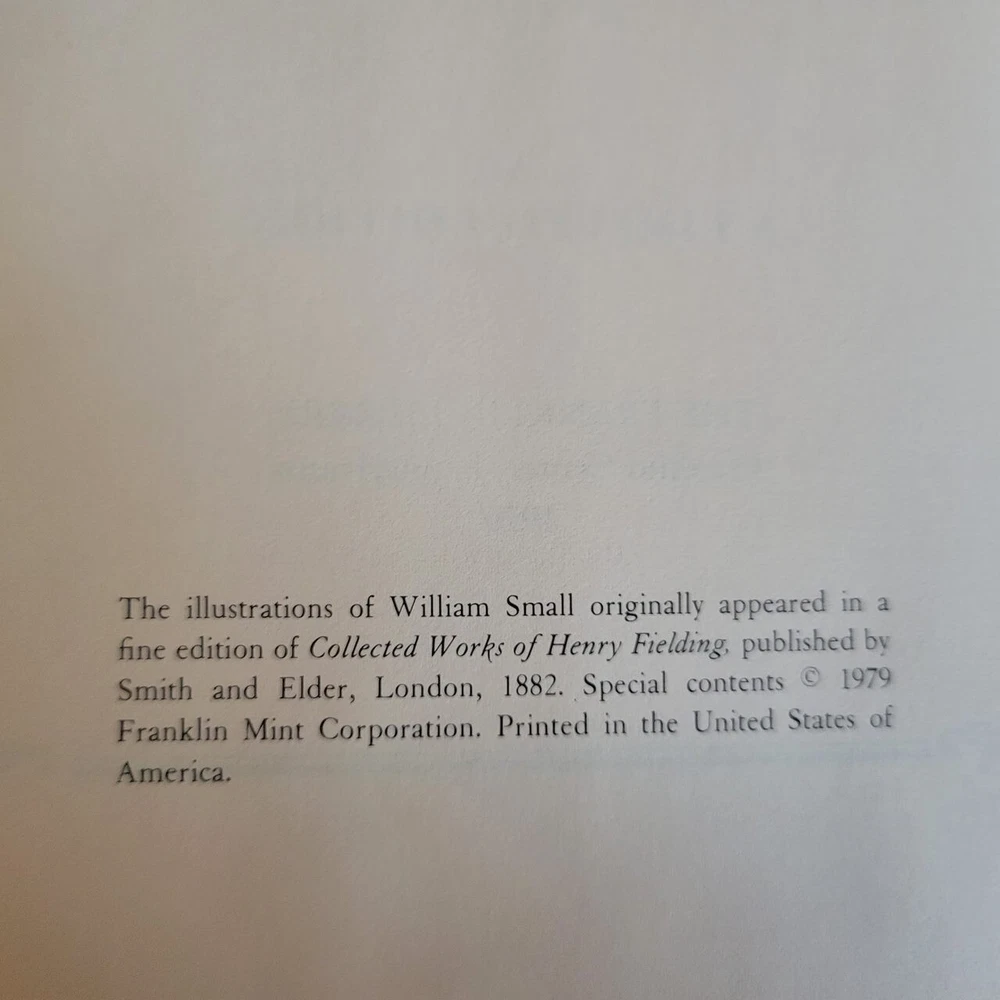 The illustrations of William Small originally appeared in a
fine edition of Collected Works of Henry Fielding, published by
Smith and Elder, London, 1882. Special contents © 1979
Franklin Mint Corporation. Printed in the United States of
America.